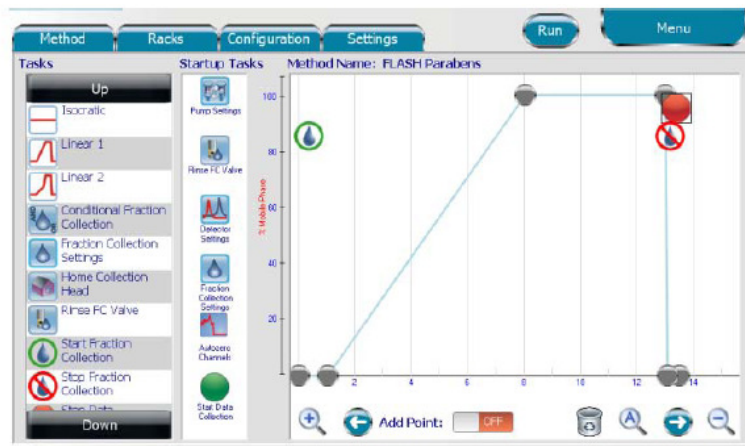 Method
Racks
Configuration
Settings
Run
Menu
Tasks
Startup Tasks
Method Name: FLASH Parabens
Up
Isocratic
Linear 1
Linear 2
Conditional Fraction
Collection
Fraction Collection
Settings
Home Collection
Head
Rinse FC Valve
Start Fraction
Collection
Stop Fraction
Collection
Stop Data
Down
Pump Settings
Rinse FC Valve
Detector
Settings
Fraction
Collection
Settings
Autozero
Channels
Start Data
Collection
% Mobile Phase
100
80
60
40
20
2
4
6
8
10
12
14
Add Point:
OFF
A